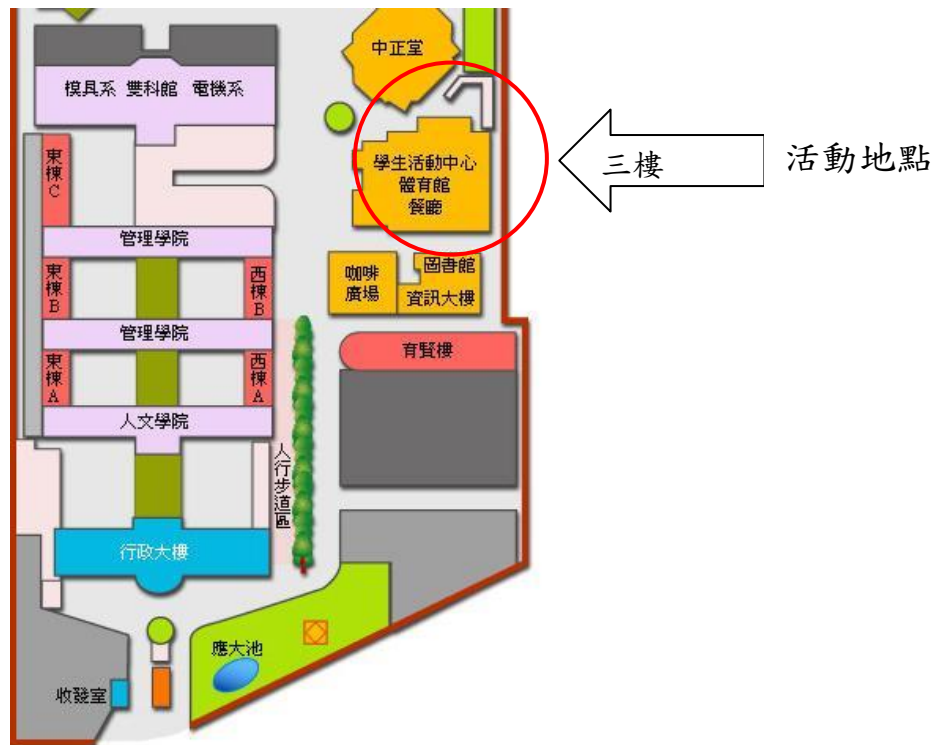 中正堂
模具系 雙科館 電機系
東棟C
學生活動中心
體育館
餐廳
三樓
活動地點
管理學院
東棟B
西棟B
咖啡廣場
圖書館
資訊大樓
管理學院
東棟A
西棟A
育賢樓
人文學院
人行步道區
行政大樓
應大池
收發室